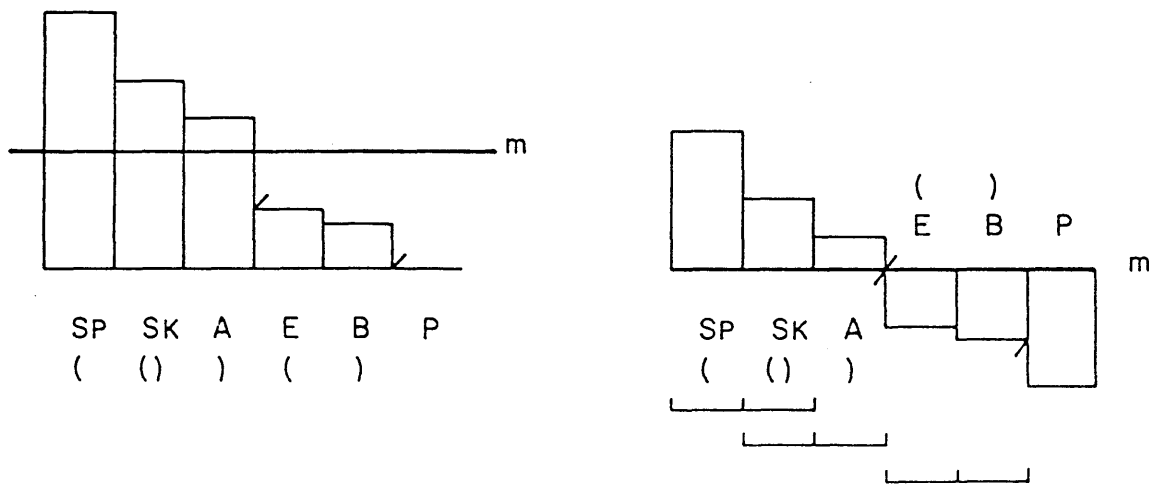 m
SP SK A E B P
( () ) ( )
( )
E B P
m
SP SK A
( () )